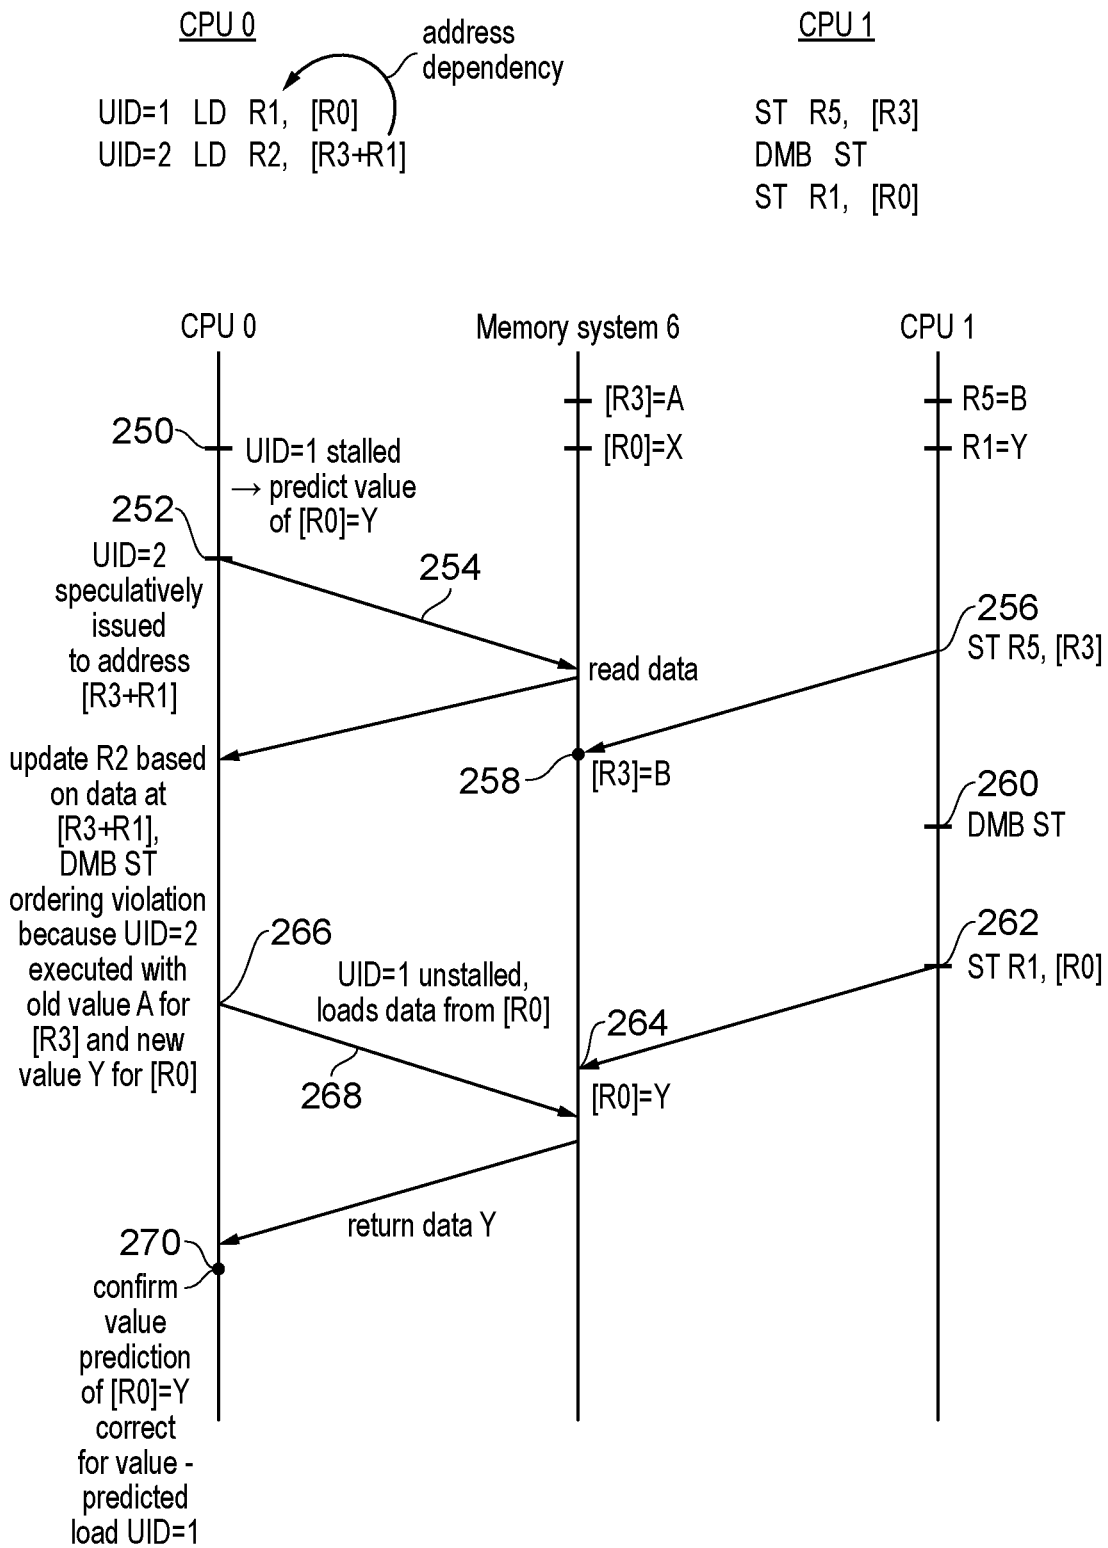 CPU 0
CPU 1
address
dependency
UID=1 LD R1, [R0]
UID=2 LD R2, [R3+R1]
ST R5, [R3]
DMB ST
ST R1, [R0]
CPU 0
Memory system 6
CPU 1
[R3]=A
R5=B
250
UID=1 stalled
→ predict value
of [R0]=Y
[R0]=X
R1=Y
252
UID=2
speculatively
issued
to address
[R3+R1]
254
read data
256
ST R5, [R3]
update R2 based
on data at
[R3+R1],
DMB ST
ordering violation
because UID=2
executed with
old value A for
[R3] and new
value Y for [R0]
258
[R3]=B
260
DMB ST
262
ST R1, [R0]
266
UID=1 unstalled,
loads data from [R0]
264
268
[R0]=Y
return data Y
270
confirm
value
prediction
of [R0]=Y
correct
for value -
predicted
load UID=1